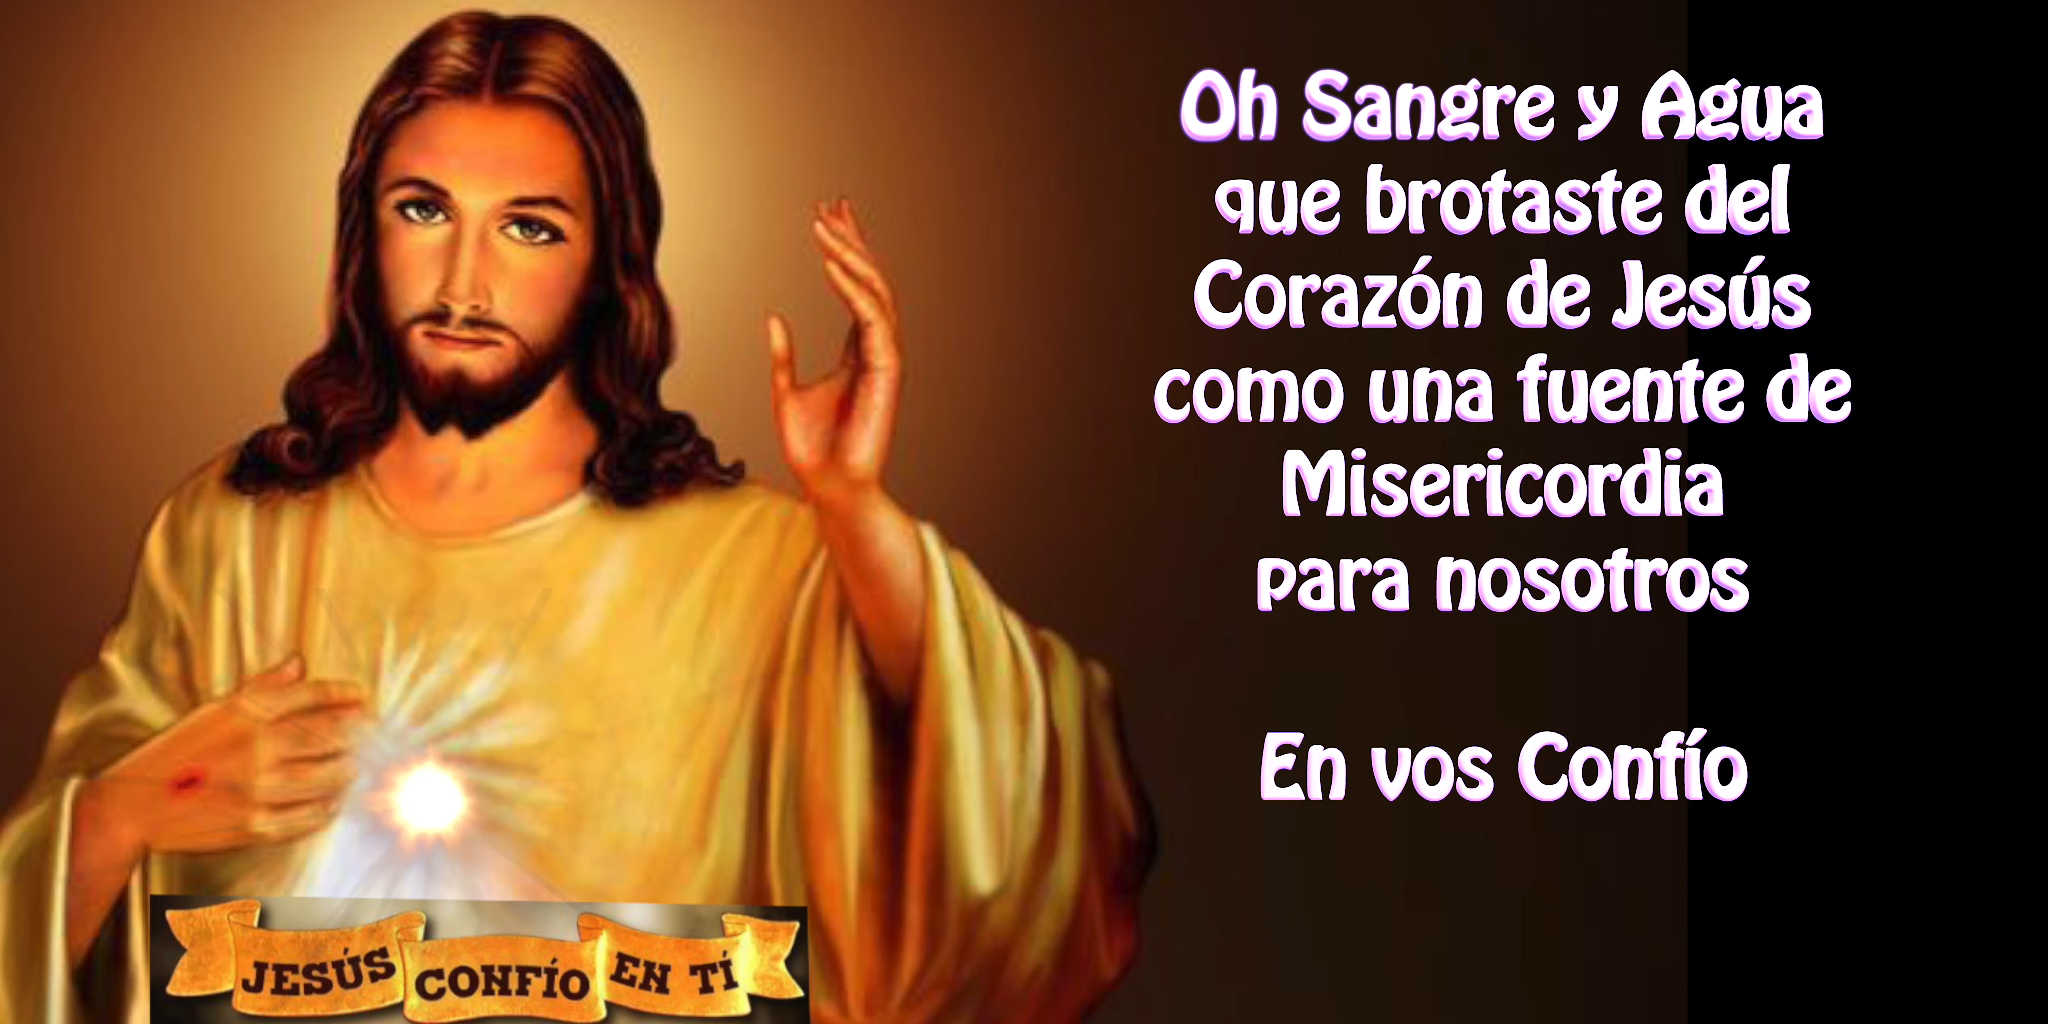 Oh Sangre y Agua
que brotaste del
Corazón de Jesús
como una fuente de
Misericordia
para nosotros
En vos Confío
JESÚS CONFÍO EN TÍ